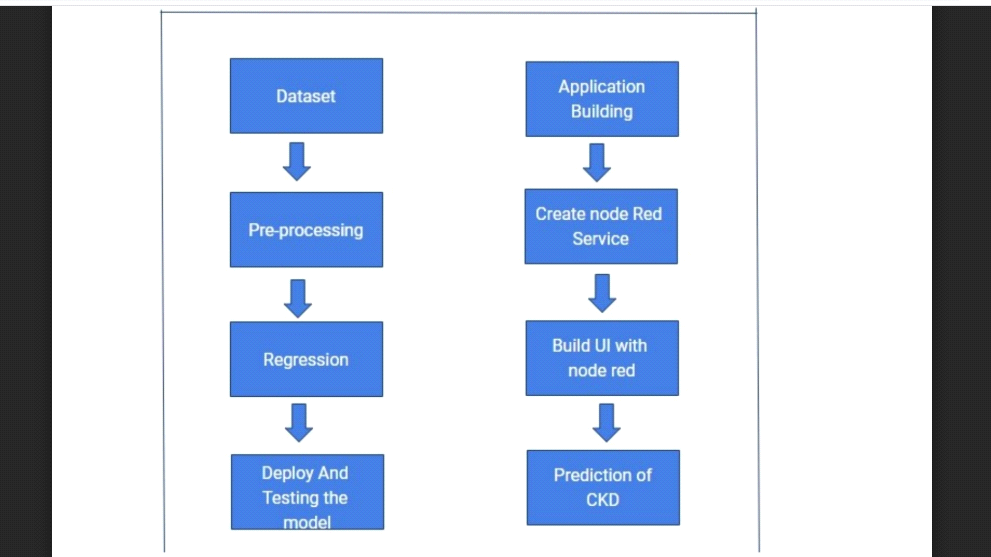 Dataset
Pre-processing
Regression
Deploy And
Testing the
model
Application
Building
Create node Red
Service
Build UI with
node red
Prediction of
CKD